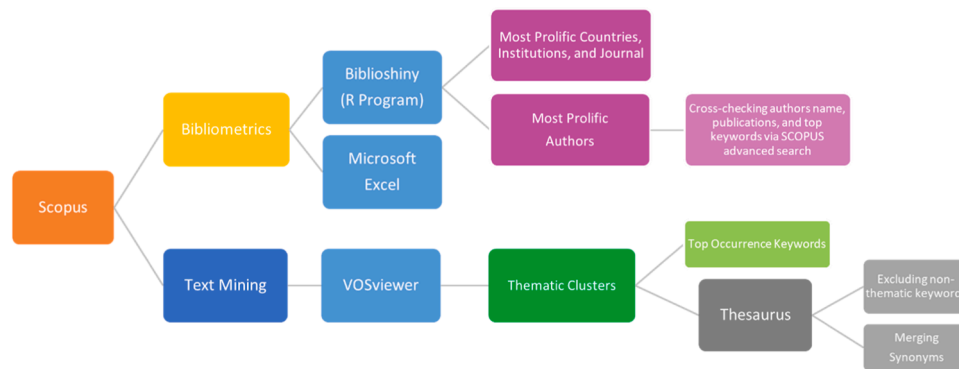 Scopus
Bibliometrics
Text Mining
Biblioshiny
(R Program)
Microsoft
Excel
VOSviewer
Most Prolific Countries,
Institutions, and Journal
Most Prolific
Authors
Cross-checking authors name,
publications, and top
keywords via SCOPUS
advanced search
Thematic Clusters
Top Occurrence Keywords
Thesaurus
Excluding non-
thematic keyword
Merging
Synonyms